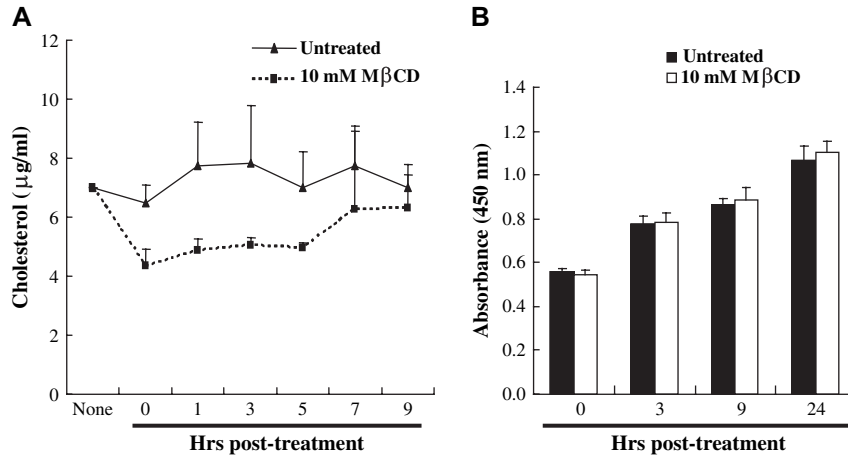 A
Untreated
10 mM MβCD
Cholesterol (μg/ml)
12
10
8
6
4
2
0
None 0 1 3 5 7 9
Hrs post-treatment
B
Untreated
10 mM MβCD
Absorbance (450 nm)
1.4
1.2
1.0
0.8
0.6
0.4
0.2
0.0
0 3 9 24
Hrs post-treatment